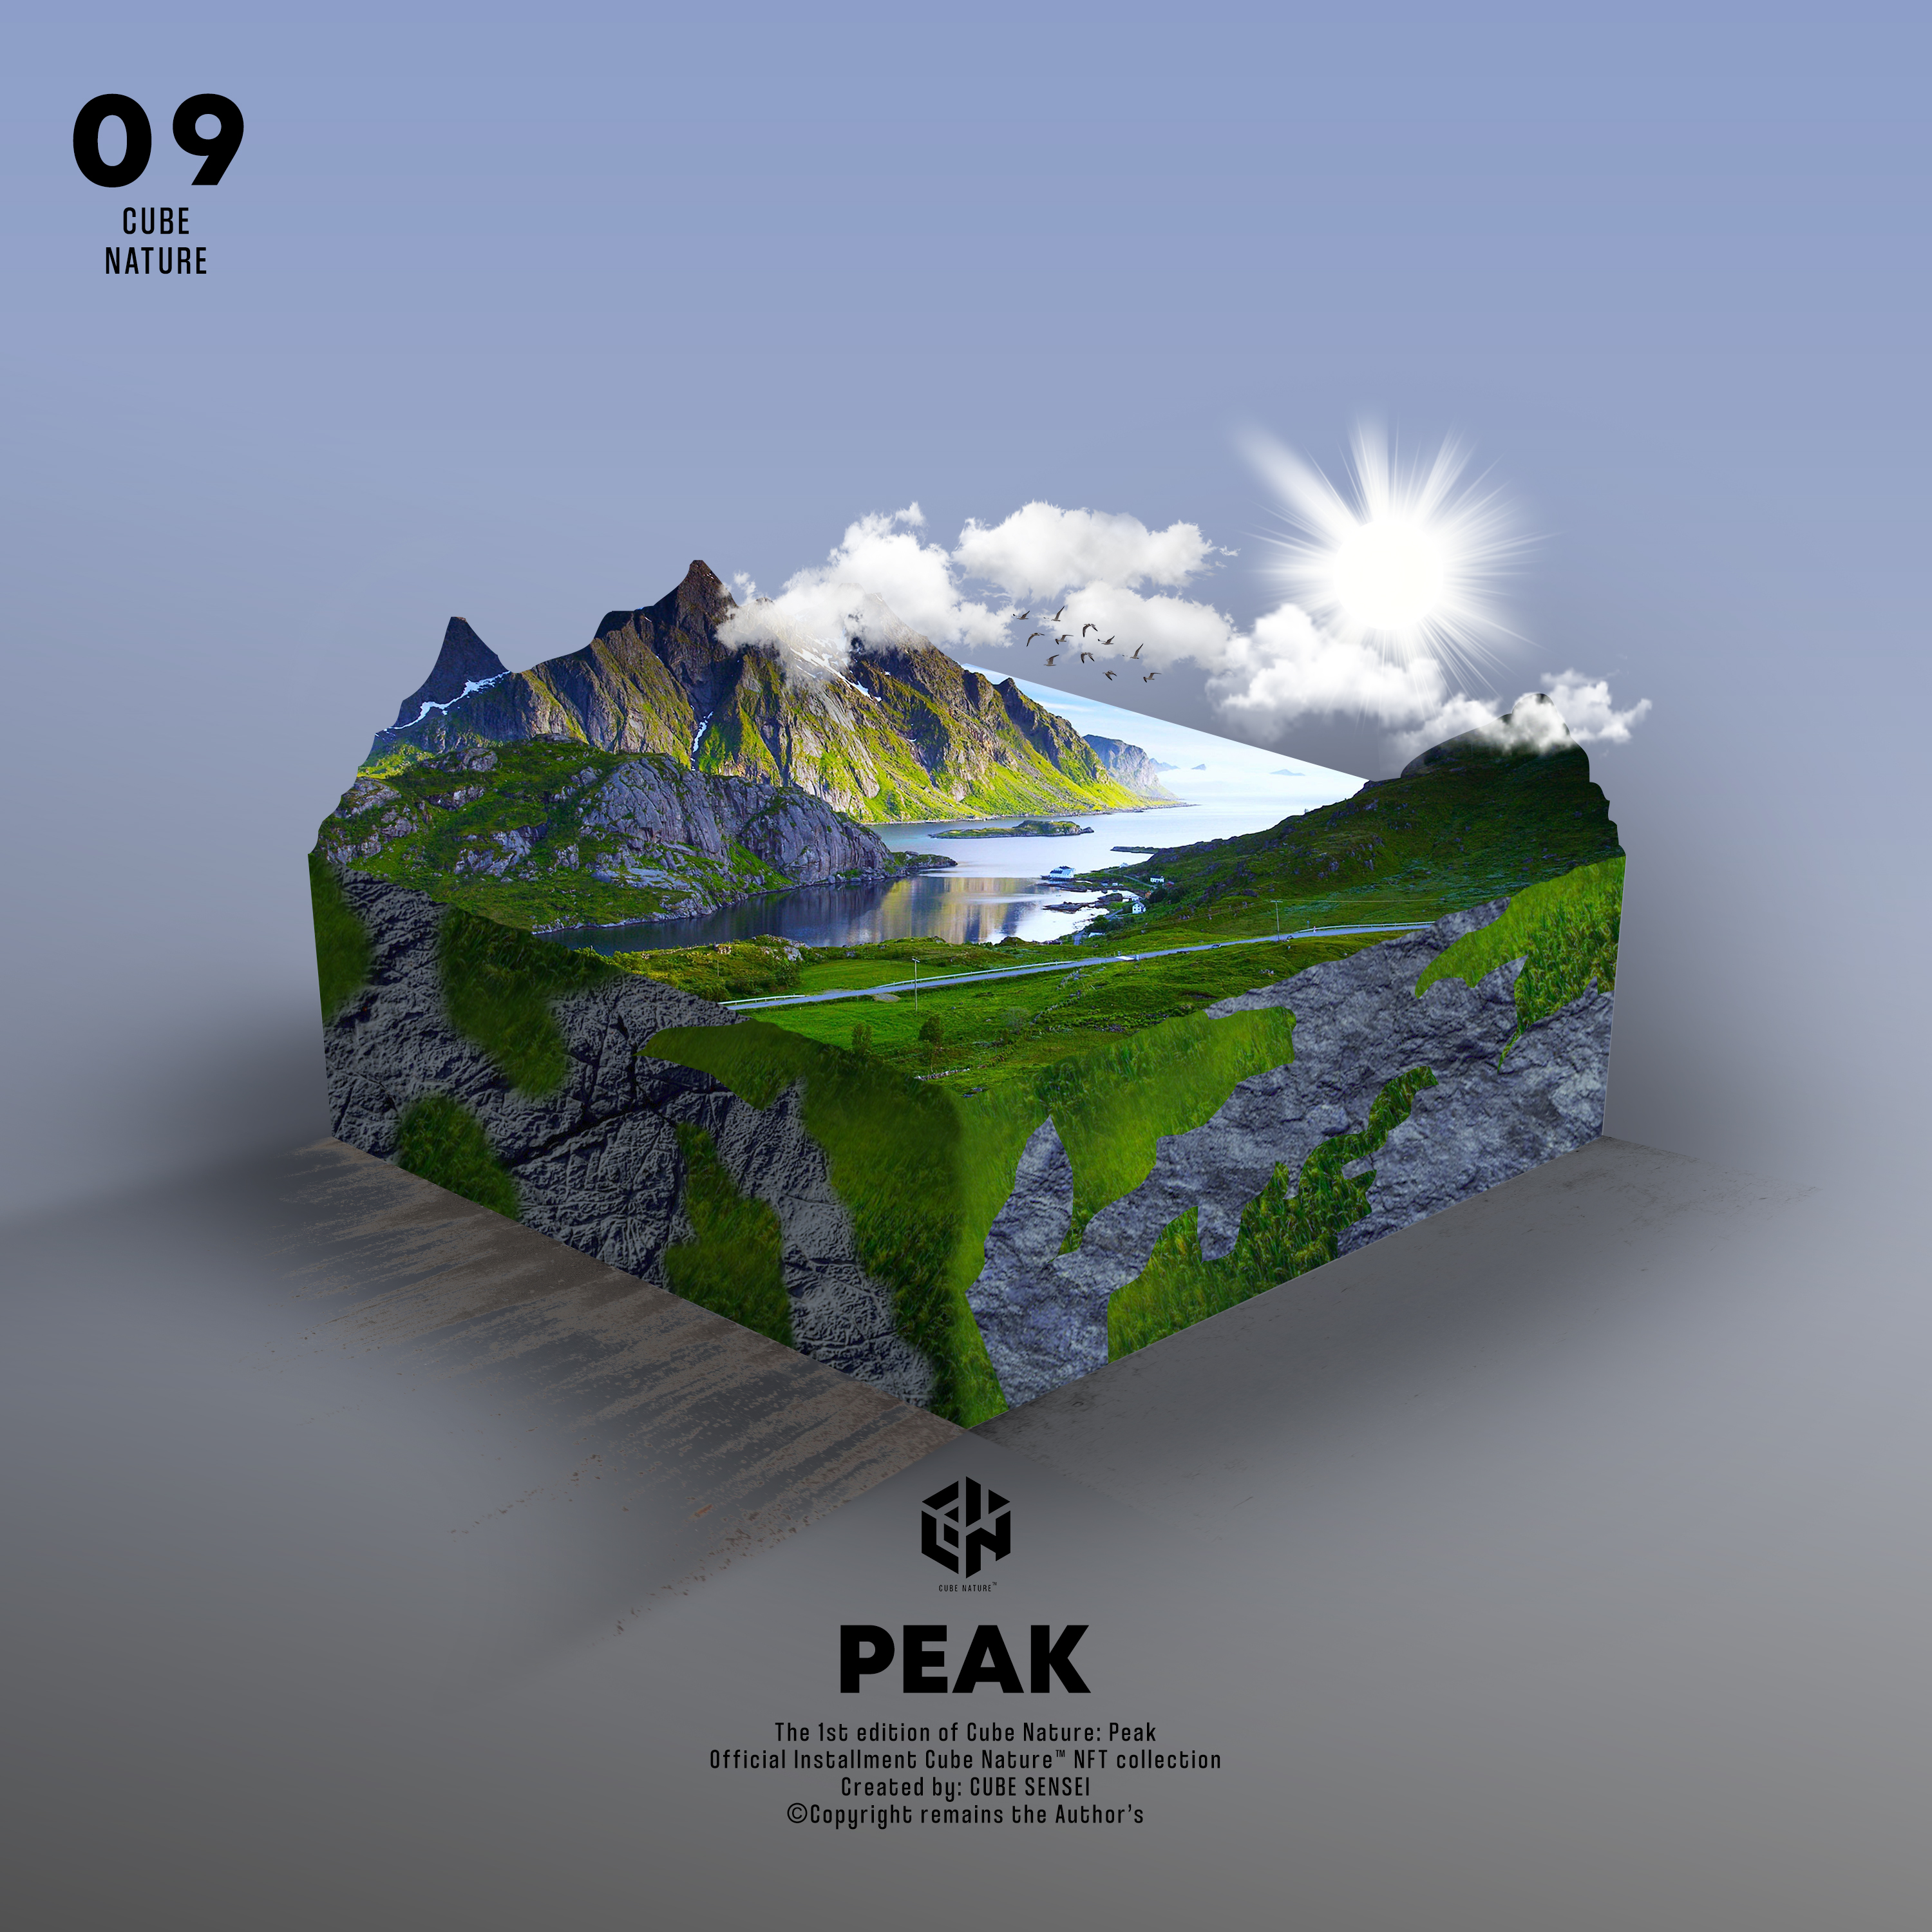 09
CUBE
NATURE
CUBE NATURE™
PEAK
The 1st edition of Cube Nature: Peak
Official Installment Cube Nature™ NFT collection
Created by: CUBE SENSEI
©Copyright remains the Author's